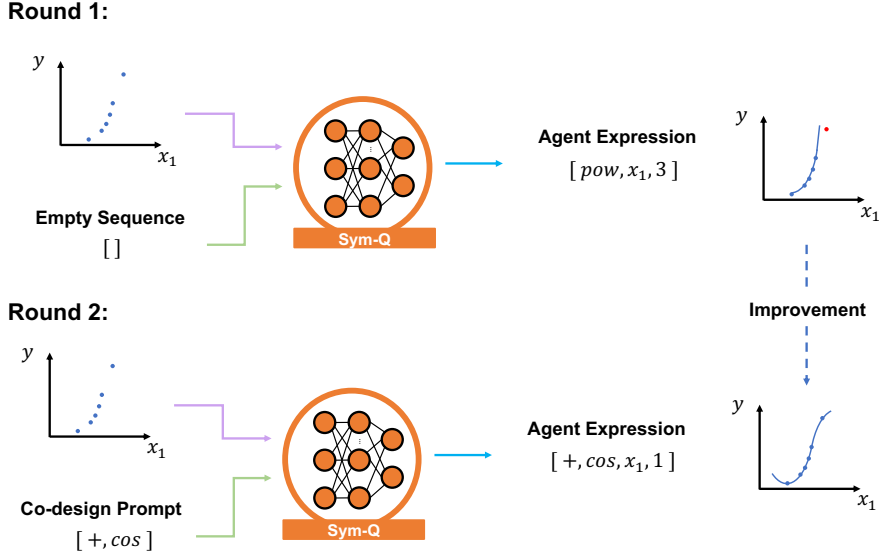 Round 1:
y
x₁
Empty Sequence
[ ]
Sym-Q
Agent Expression
[ pow, x₁, 3 ]
y
x₁
Improvement
Round 2:
y
x₁
Co-design Prompt
[ +, cos ]
Sym-Q
Agent Expression
[ +, cos, x₁, 1 ]
y
x₁